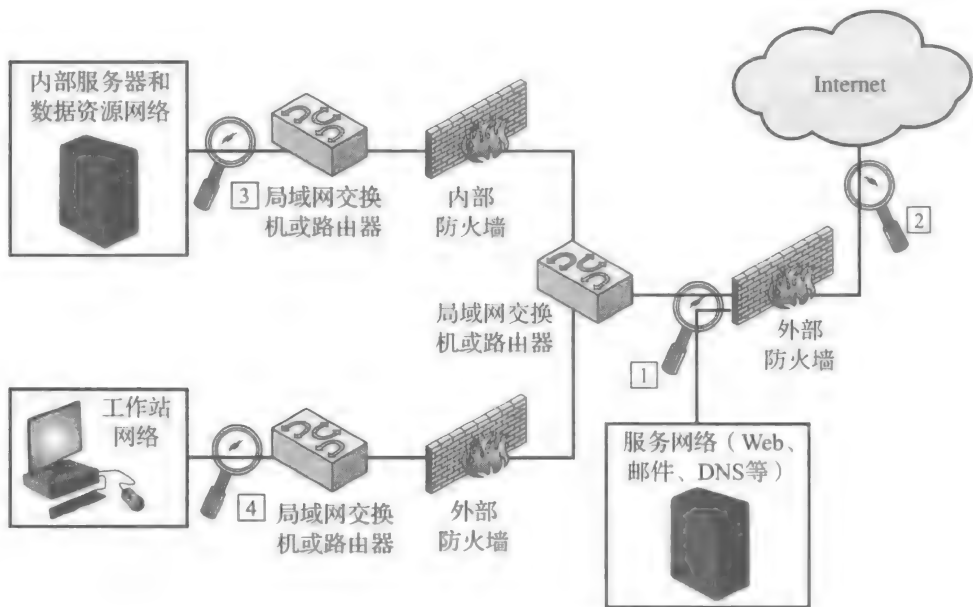 内部服务器和
数据资源网络
3
局域网交换
机或路由器
内部
防火墙
Internet
2
局域网交换
机或路由器
1
外部
防火墙
工作站
网络
4
局域网交换
机或路由器
外部
防火墙
服务网络（Web、
邮件、DNS等）